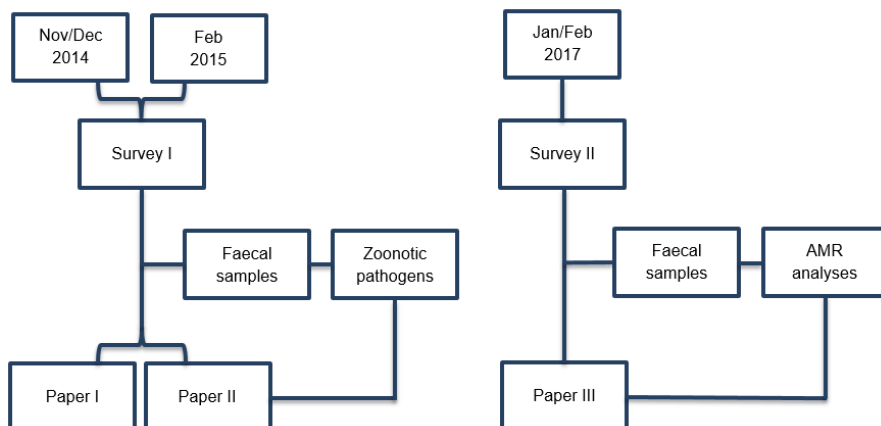 Nov/Dec
2014
Feb
2015
Survey I
Faecal
samples
Zoonotic
pathogens
Paper I
Paper II
Jan/Feb
2017
Survey II
Faecal
samples
AMR
analyses
Paper III